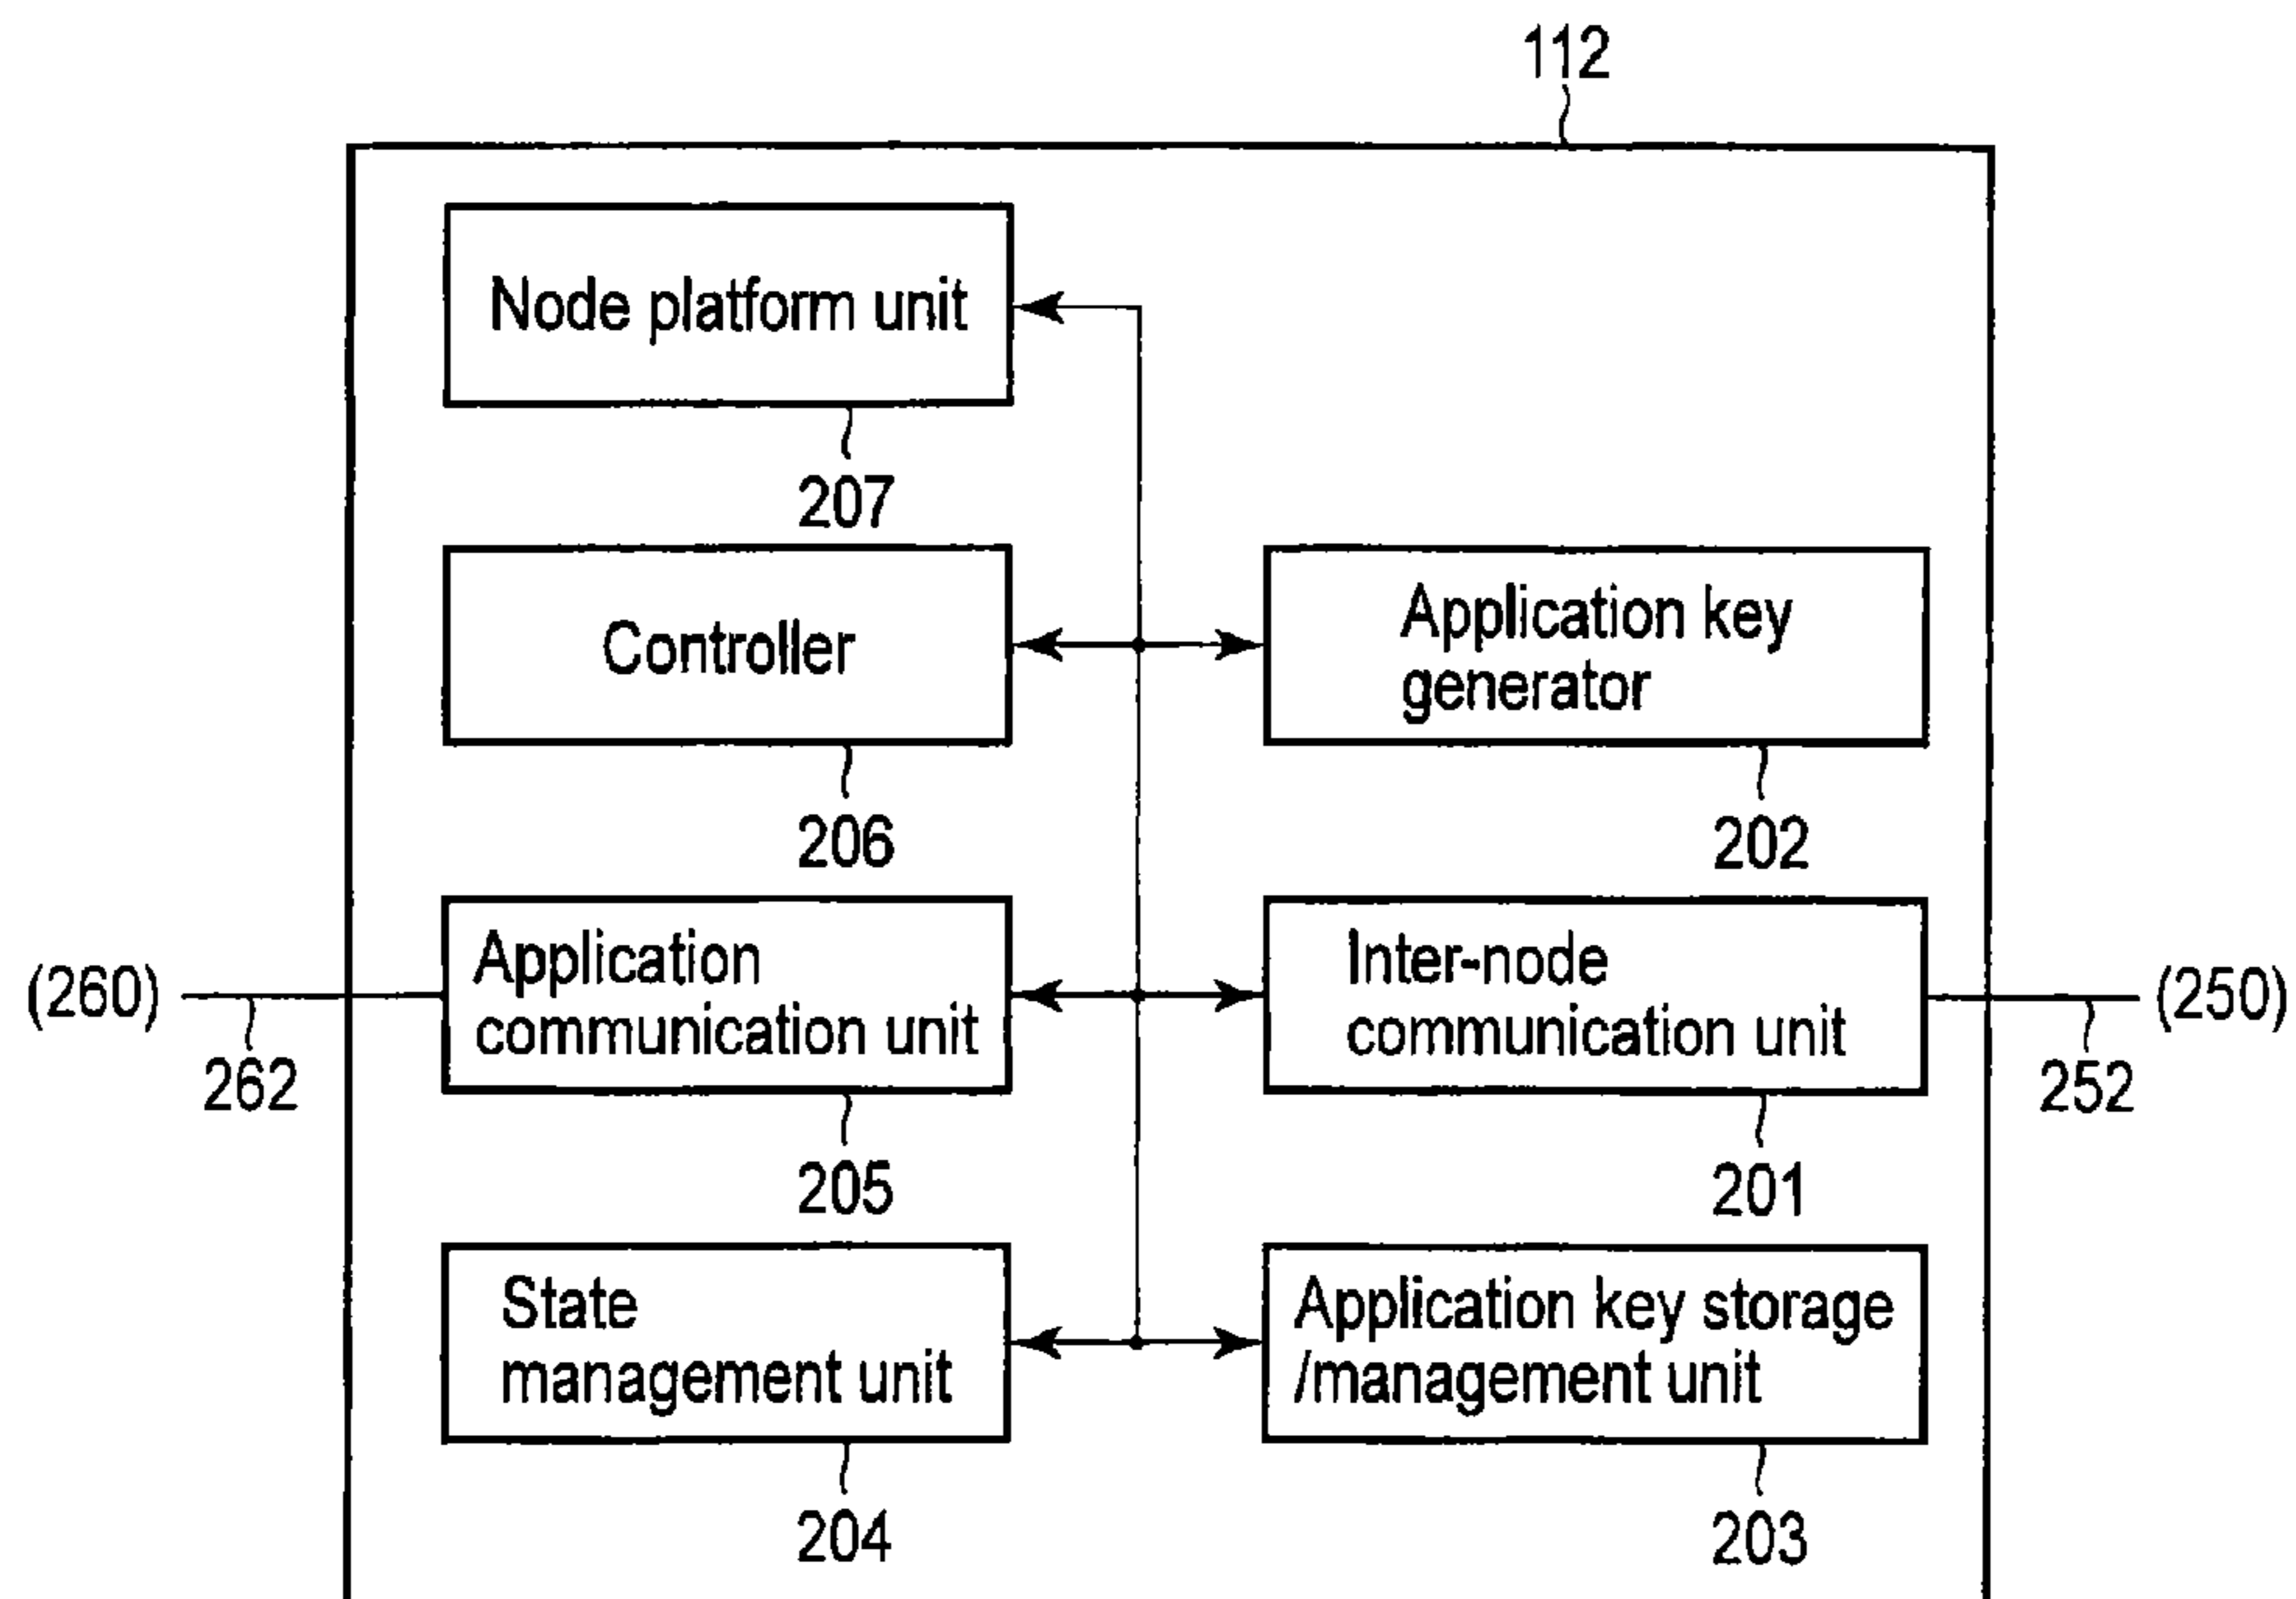 112
Node platform unit
207
Controller
Application key
generator
206
202
Application
communication unit
Inter-node
communication unit
(260)
(250)
262
252
205
201
State
management unit
Application key storage
/management unit
204
203